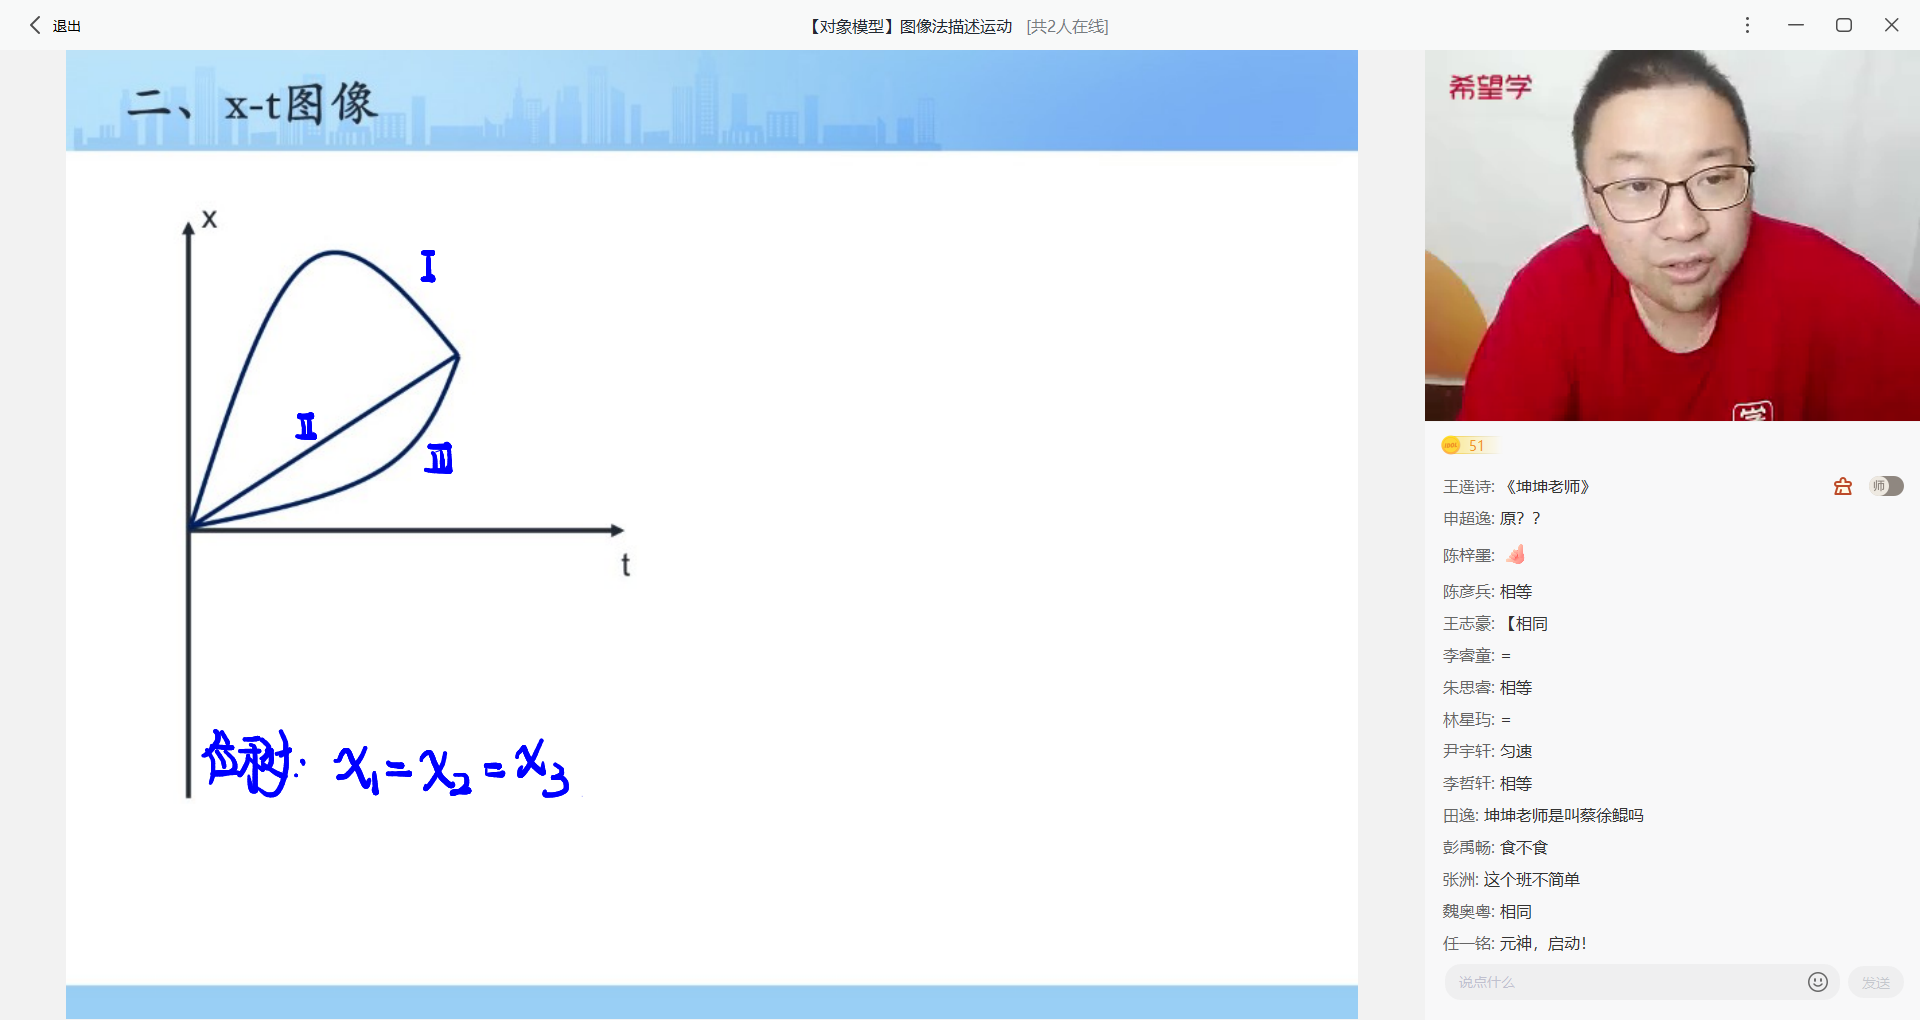 退出
【对象模型】图像法描述运动 [共2人在线]
二、x-t图像
x
I
II
III
t
位移: x₁=x₂=x₃
希望学
学
51
王遥诗: 《坤坤老师》
师
申超逸: 原? ?
陈梓墨:
陈彦兵: 相等
王志豪: 【相同
李睿童: =
朱思睿: 相等
林星玙: =
尹宇轩: 匀速
李哲轩: 相等
田逸: 坤坤老师是叫蔡徐鲲吗
彭禹畅: 食不食
张洲: 这个班不简单
魏奥粤: 相同
任一铭: 元神，启动!
说点什么
发送